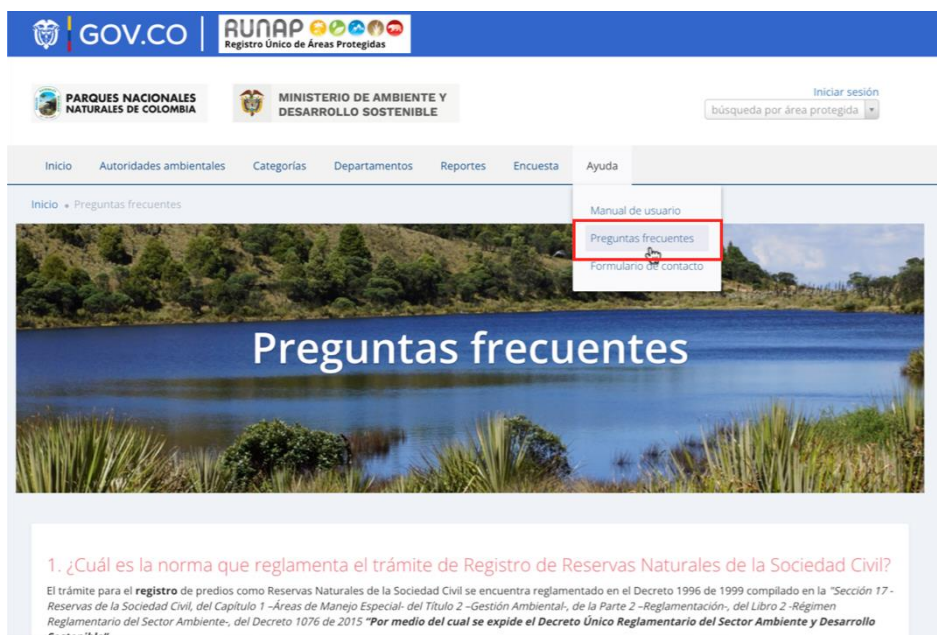 GOV.CO
RUNAP
Registro Único de Áreas Protegidas
PARQUES NACIONALES
NATURALES DE COLOMBIA
MINISTERIO DE AMBIENTE Y
DESARROLLO SOSTENIBLE
Iniciar sesión
búsqueda por área protegida
Inicio Autoridades ambientales Categorías Departamentos Reportes Encuesta Ayuda
Inicio • Preguntas frecuentes
Manual de usuario
Preguntas frecuentes
Formulario de contacto
Preguntas frecuentes
1. ¿Cuál es la norma que reglamenta el trámite de Registro de Reservas Naturales de la Sociedad Civil?
El trámite para el registro de predios como Reservas Naturales de la Sociedad Civil se encuentra reglamentado en el Decreto 1996 de 1999 compilado en la "Sección 17 -
Reservas de la Sociedad Civil, del Capítulo 1 –Áreas de Manejo Especial- del Título 2 –Gestión Ambiental-, de la Parte 2 –Reglamentación-, del Libro 2 -Régimen
Reglamentario del Sector Ambiente-, del Decreto 1076 de 2015 "Por medio del cual se expide el Decreto Único Reglamentario del Sector Ambiente y Desarrollo